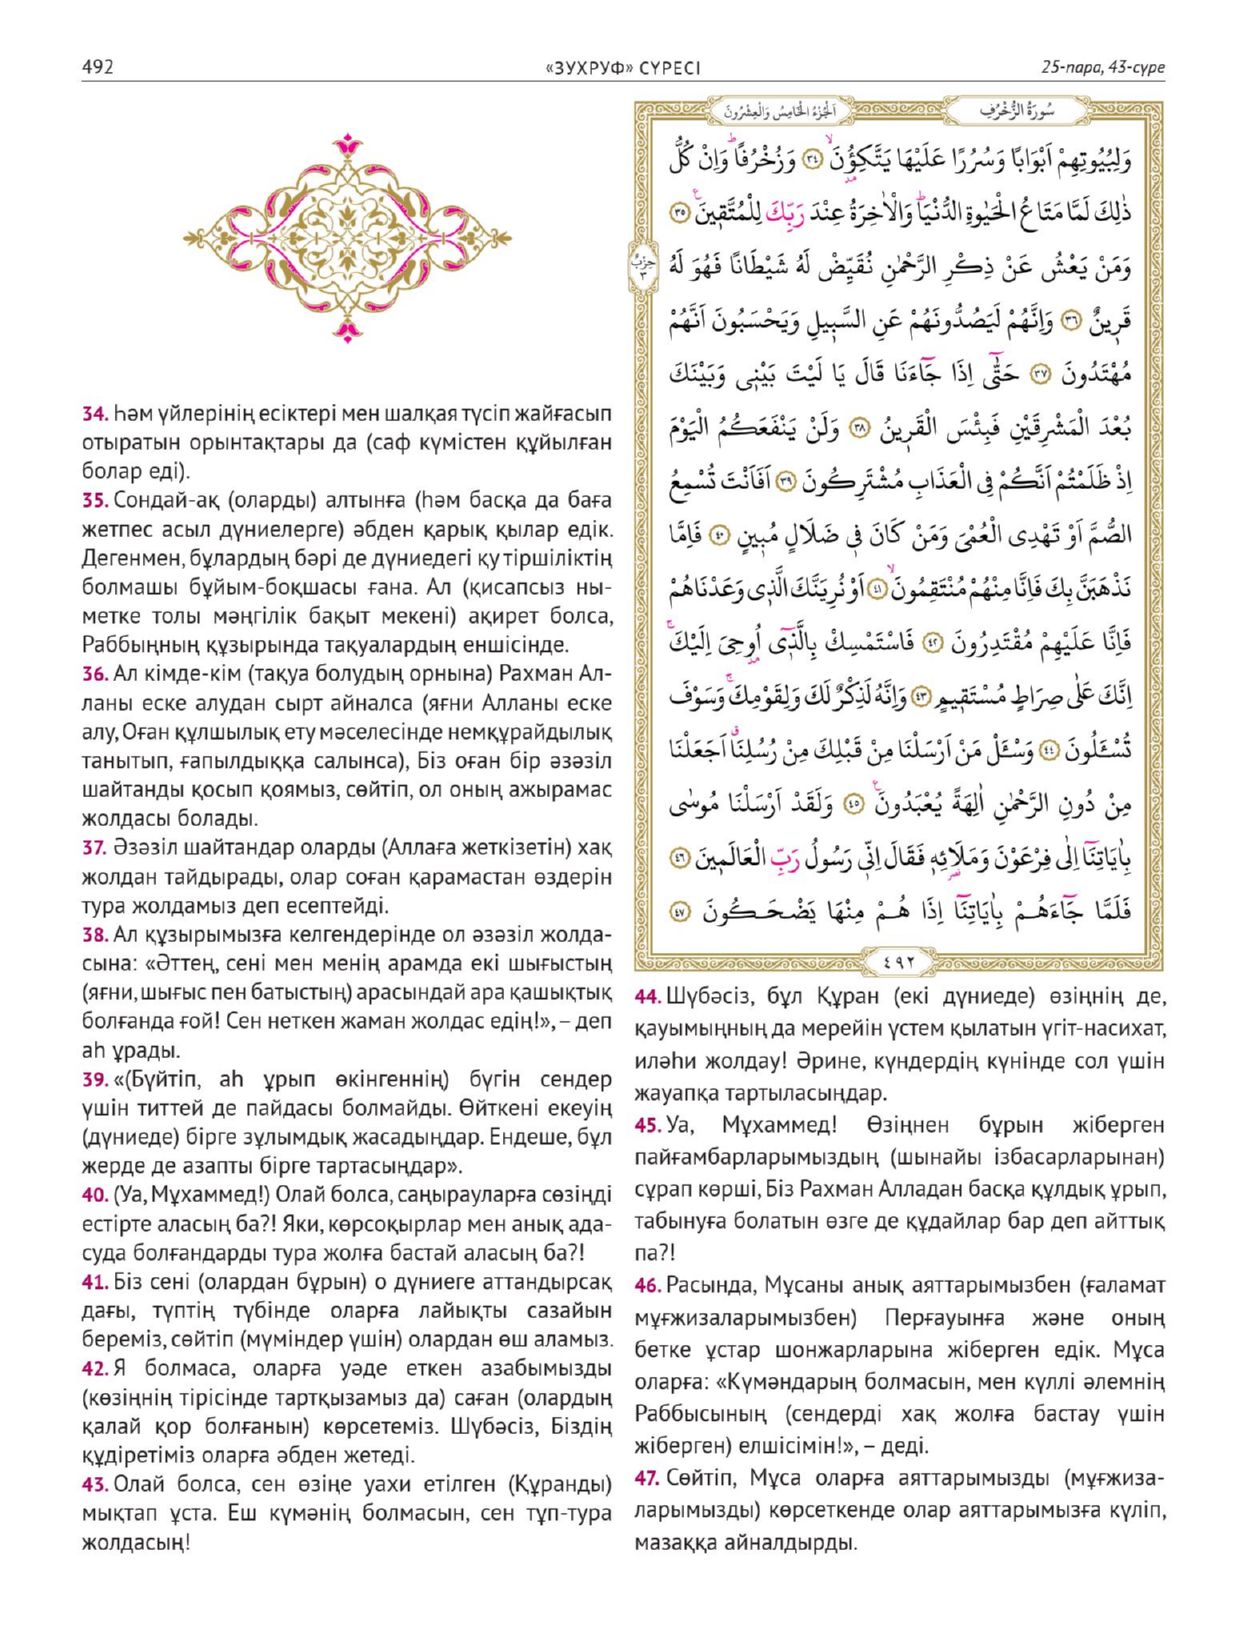 492
«ЗУХРУФ» СҮРЕСІ
25-пара, 43-сүре
34. Һәм үйлерінің есіктері мен шалқая түсіп жайғасып
отыратын орынтақтары да (саф күмістен құйылған
болар еді).
35. Сондай-ақ (оларды) алтынға (һәм басқа да баға
жетпес асыл дүниелерге) әбден қарық қылар едік.
Дегенмен, бұлардың бәрі де дүниедегі қу тіршіліктің
болмашы бұйым-боқшасы ғана. Ал (қисапсыз ны-
метке толы мәңгілік бақыт мекені) ақирет болса,
Раббыңның құзырында тақуалардың еншісінде.
36. Ал кімде-кім (тақуа болудың орнына) Рахман Ал-
ланы еске алудан сырт айналса (яғни Алланы еске
алу, Оған құлшылық ету мәселесінде немқұрайдылық
танытып, ғапылдыққа салынса), Біз оған бір әзәзіл
шайтанды қосып қоямыз, сөйтіп, ол оның ажырамас
жолдасы болады.
37. Әзәзіл шайтандар оларды (Аллаға жеткізетін) хақ
жолдан тайдырады, олар соған қарамастан өздерін
тура жолдамыз деп есептейді.
38. Ал құзырымызға келгендерінде ол әзәзіл жолда-
сына: «Әттең, сені мен менің арамда екі шығыстың
(яғни, шығыс пен батыстың) арасындай ара қашықтық
болғанда ғой! Сен неткен жаман жолдас едің!», – деп
аһ ұрады.
39. «(Бүйтіп, аһ ұрып өкінгеннің) бүгін сендер
үшін титтей де пайдасы болмайды. Өйткені екеуің
(дүниеде) бірге зұлымдық жасадыңдар. Ендеше, бұл
жерде де азапты бірге тартасыңдар».
40. (Уа, Мұхаммед!) Олай болса, саңырауларға сөзіңді
естірте аласың ба?! Яки, көрсоқырлар мен анық ада-
суда болғандарды тура жолға бастай аласың ба?!
41. Біз сені (олардан бұрын) о дүниеге аттандырсақ
дағы, түптің түбінде оларға лайықты сазайын
береміз, сөйтіп (мүміндер үшін) олардан өш аламыз.
42. Я болмаса, оларға уәде еткен азабымызды
(көзіңнің тірісінде тартқызамыз да) саған (олардың
қалай қор болғанын) көрсетеміз. Шүбәсіз, Біздің
құдіретіміз оларға әбден жетеді.
43. Олай болса, сен өзіңе уахи етілген (Құранды)
мықтап ұста. Еш күмәнің болмасын, сен тұп-тура
жолдасың!
سُورَةُ الزُّخْرُفِ
اَلْجُزْءُ الْخَامِسُ وَالْعِشْرُونَ
وَلِبُيُوتِهِمْ اَبْوَابًا وَسُرُرًا عَلَيْهَا يَتَّكِؤُنَۙ ﴿٣٤﴾ وَزُخْرُفًاۜ وَاِنْ كُلُّ
ذٰلِكَ لَمَّا مَتَاعُ الْحَيٰوةِ الدُّنْيَاۜ وَالْاٰخِرَةُ عِنْدَ رَبِّكَ لِلْمُتَّق۪ينَ۟ ﴿٣٥﴾
وَمَنْ يَعْشُ عَنْ ذِكْرِ الرَّحْمٰنِ نُقَيِّضْ لَهُ شَيْطَانًا فَهُوَ لَهُ
حِزْبٌ ٣
قَر۪ينٌ ﴿٣٦﴾ وَاِنَّهُمْ لَيَصُدُّونَهُمْ عَنِ السَّب۪يلِ وَيَحْسَبُونَ اَنَّهُمْ
مُهْتَدُونَ ﴿٣٧﴾ حَتّٰٓى اِذَا جَٓاءَنَا قَالَ يَا لَيْتَ بَيْن۪ي وَبَيْنَكَ
بُعْدَ الْمَشْرِقَيْنِ فَبِئْسَ الْقَر۪ينُ ﴿٣٨﴾ وَلَنْ يَنْفَعَكُمُ الْيَوْمَ
اِذْ ظَلَمْتُمْ اَنَّكُمْ فِي الْعَذَابِ مُشْتَرِكُونَ ﴿٣٩﴾ اَفَاَنْتَ تُسْمِعُ
الصُّمَّ اَوْ تَهْدِي الْعُمْيَ وَمَنْ كَانَ ف۪ي ضَلَالٍ مُب۪ينٍ ﴿٤٠﴾ فَاِمَّا
نَذْهَبَنَّ بِكَ فَاِنَّا مِنْهُمْ مُنْتَقِمُونَۙ ﴿٤١﴾ اَوْ نُرِيَنَّكَ الَّذ۪ي وَعَدْنَاهُمْ
فَاِنَّا عَلَيْهِمْ مُقْتَدِرُونَ ﴿٤٢﴾ فَاسْتَمْسِكْ بِالَّذ۪ٓي اُو۫حِيَ اِلَيْكَۚ
اِنَّكَ عَلٰى صِرَاطٍ مُسْتَق۪يمٍ ﴿٤٣﴾ وَاِنَّهُ لَذِكْرٌ لَكَ وَلِقَوْمِكَۚ وَسَوْفَ
تُسْـَٔلُونَ ﴿٤٤﴾ وَسْـَٔلْ مَنْ اَرْسَلْنَا مِنْ قَبْلِكَ مِنْ رُسُلِنَاۗ اَجَعَلْنَا
مِنْ دُونِ الرَّحْمٰنِ اٰلِهَةً يُعْبَدُونَ۟ ﴿٤٥﴾ وَلَقَدْ اَرْسَلْنَا مُوسٰى
بِاٰيَاتِنَٓا اِلٰى فِرْعَوْنَ وَمَلَا۬ئِه۪ فَقَالَ اِنّ۪ي رَسُولُ رَبِّ الْعَالَم۪ينَ ﴿٤٦﴾
فَلَمَّا جَٓاءَهُمْ بِاٰيَاتِنَٓا اِذَا هُمْ مِنْهَا يَضْحَكُونَ ﴿٤٧﴾
٤٩٢
44. Шүбәсіз, бұл Құран (екі дүниеде) өзіңнің де,
қауымыңның да мерейін үстем қылатын үгіт-насихат,
иләһи жолдау! Әрине, күндердің күнінде сол үшін
жауапқа тартыласыңдар.
45. Уа, Мұхаммед! Өзіңнен бұрын жіберген
пайғамбарларымыздың (шынайы ізбасарларынан)
сұрап көрші, Біз Рахман Алладан басқа құлдық ұрып,
табынуға болатын өзге де құдайлар бар деп айттық
па?!
46. Расында, Мұсаны анық аяттарымызбен (ғаламат
мұғжизаларымызбен) Перғауынға және оның
бетке ұстар шонжарларына жіберген едік. Мұса
оларға: «Күмәндарың болмасын, мен күллі әлемнің
Раббысының (сендерді хақ жолға бастау үшін
жіберген) елшісімін!», – деді.
47. Сөйтіп, Мұса оларға аяттарымызды (мұғжиза-
ларымызды) көрсеткенде олар аяттарымызға күліп,
мазаққа айналдырды.